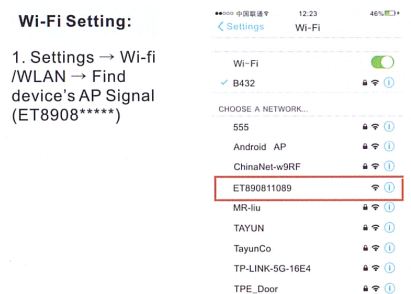 Wi-Fi Setting:
1. Settings → Wi-fi
/WLAN → Find
device's AP Signal
(ET8908*****)
中国联通 12:23 46%
Settings Wi-Fi
Wi-Fi
✓ B432
CHOOSE A NETWORK...
555
Android AP
ChinaNet-w9RF
ET890811089
MR-liu
TAYUN
TayunCo
TP-LINK-5G-16E4
TPE_Door